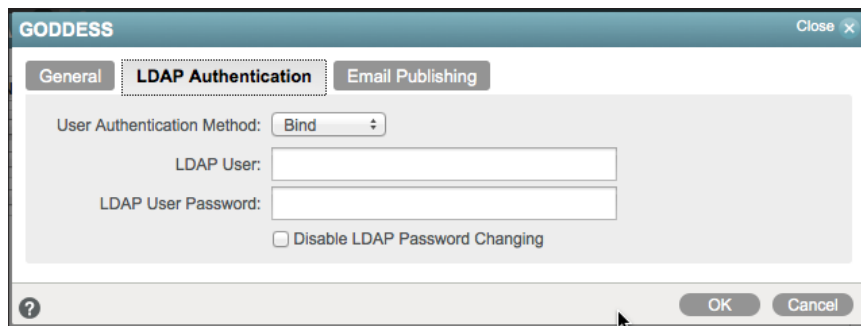 GODDESS Close x
General LDAP Authentication Email Publishing
User Authentication Method: Bind
LDAP User:
LDAP User Password:
Disable LDAP Password Changing
? OK Cancel